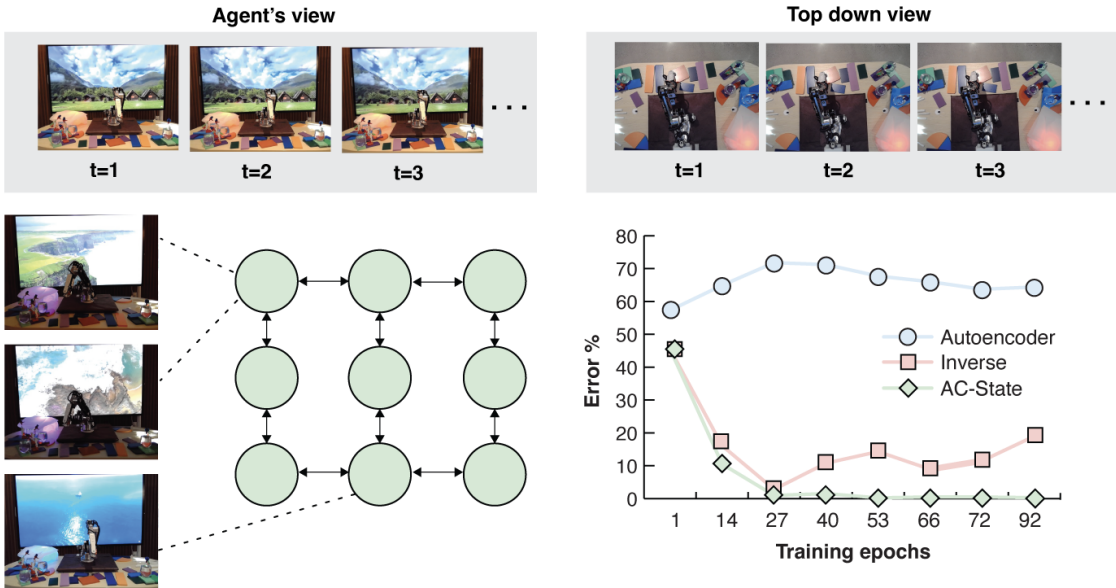 Agent's view
t=1
t=2
t=3
...
Top down view
t=1
t=2
t=3
...
80
70
60
50
40
30
20
10
0
Error %
Autoencoder
Inverse
AC-State
1 14 27 40 53 66 72 92
Training epochs